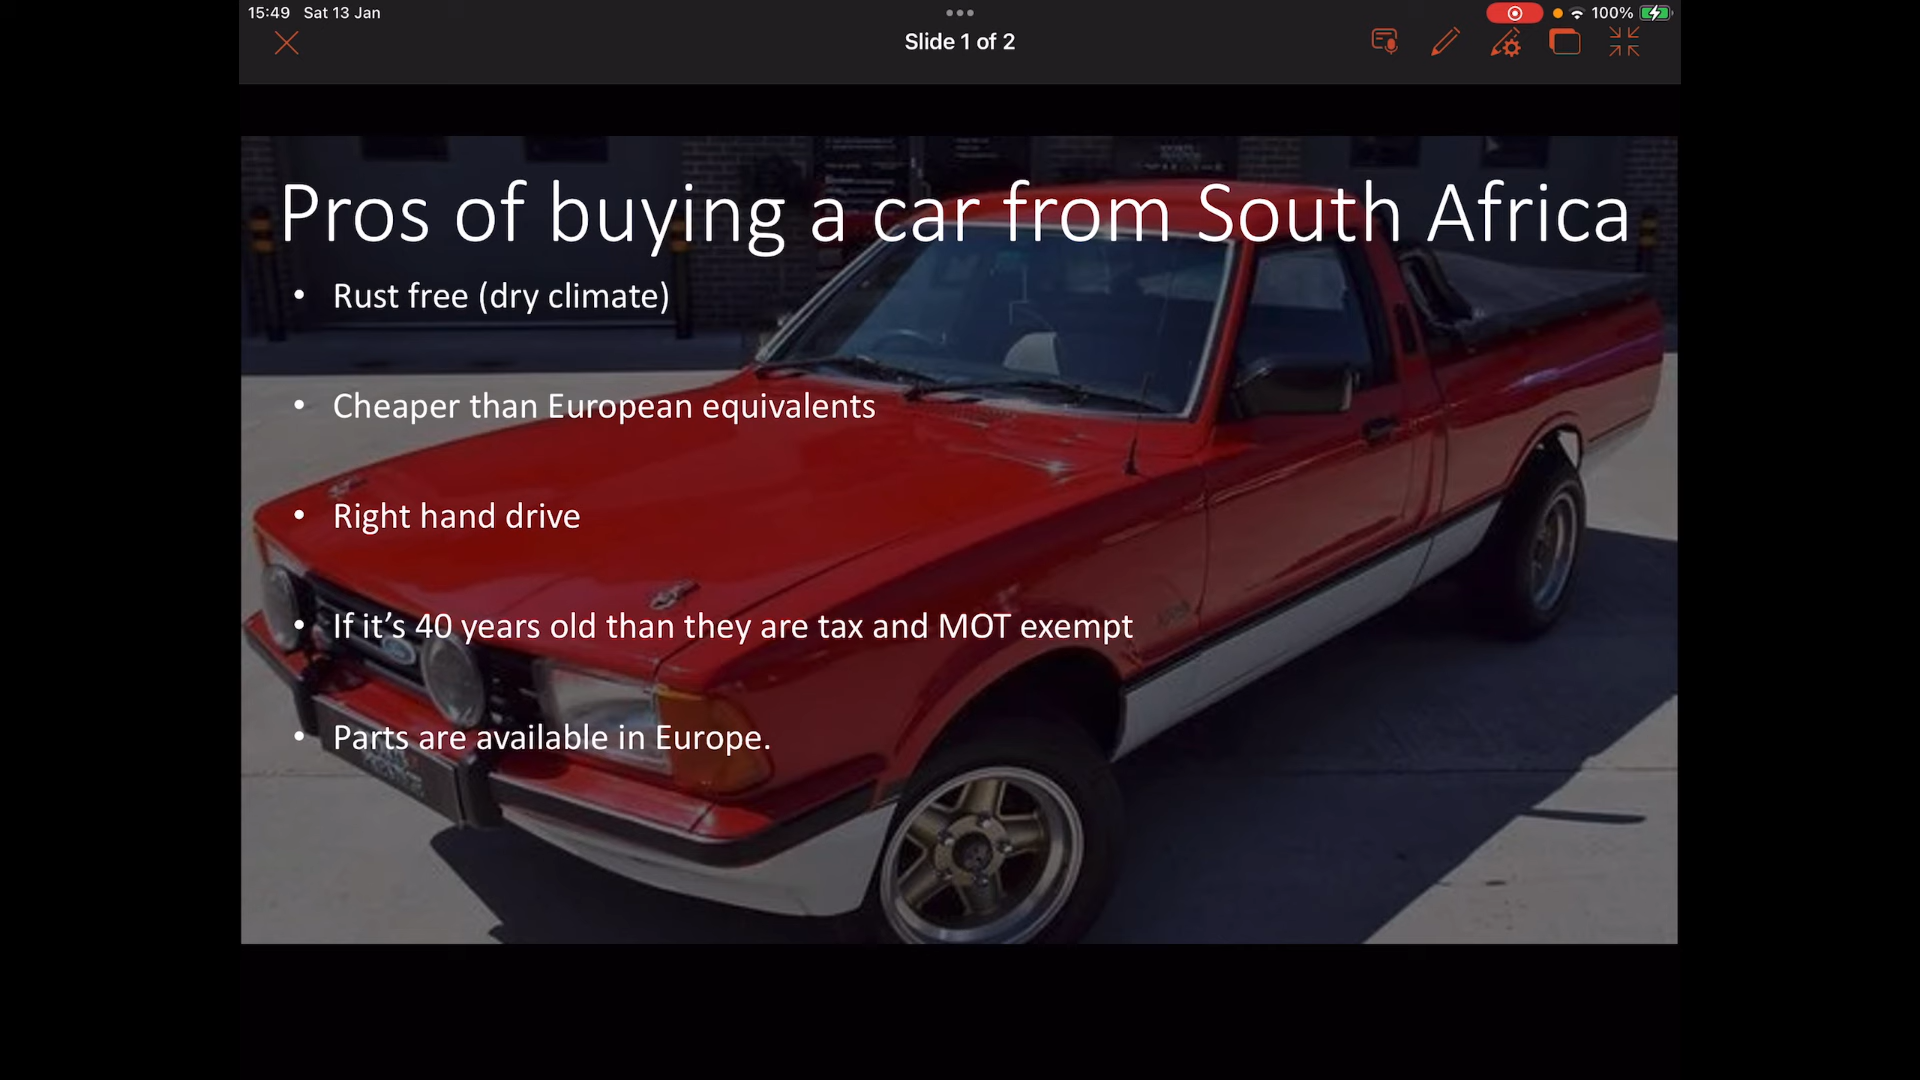 15:49 Sat 13 Jan
100%
Slide 1 of 2
Pros of buying a car from South Africa
• Rust free (dry climate)
• Cheaper than European equivalents
• Right hand drive
• If it’s 40 years old than they are tax and MOT exempt
• Parts are available in Europe.